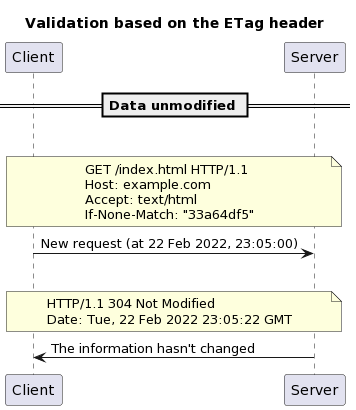 Validation based on the ETag header
Client
Server
Data unmodified
GET /index.html HTTP/1.1
Host: example.com
Accept: text/html
If-None-Match: "33a64df5"
New request (at 22 Feb 2022, 23:05:00)
HTTP/1.1 304 Not Modified
Date: Tue, 22 Feb 2022 23:05:22 GMT
The information hasn't changed
Client
Server